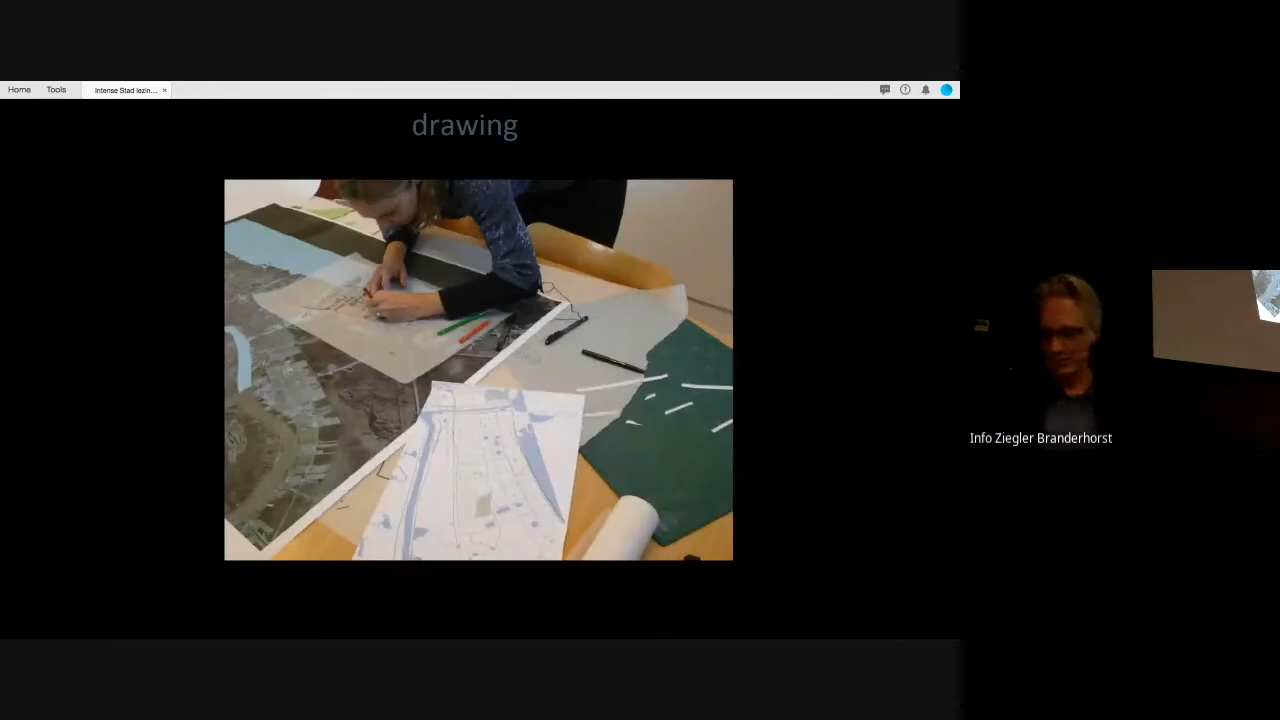 Home Tools Intense Stad lezin... ×
drawing
Info Ziegler Branderhorst